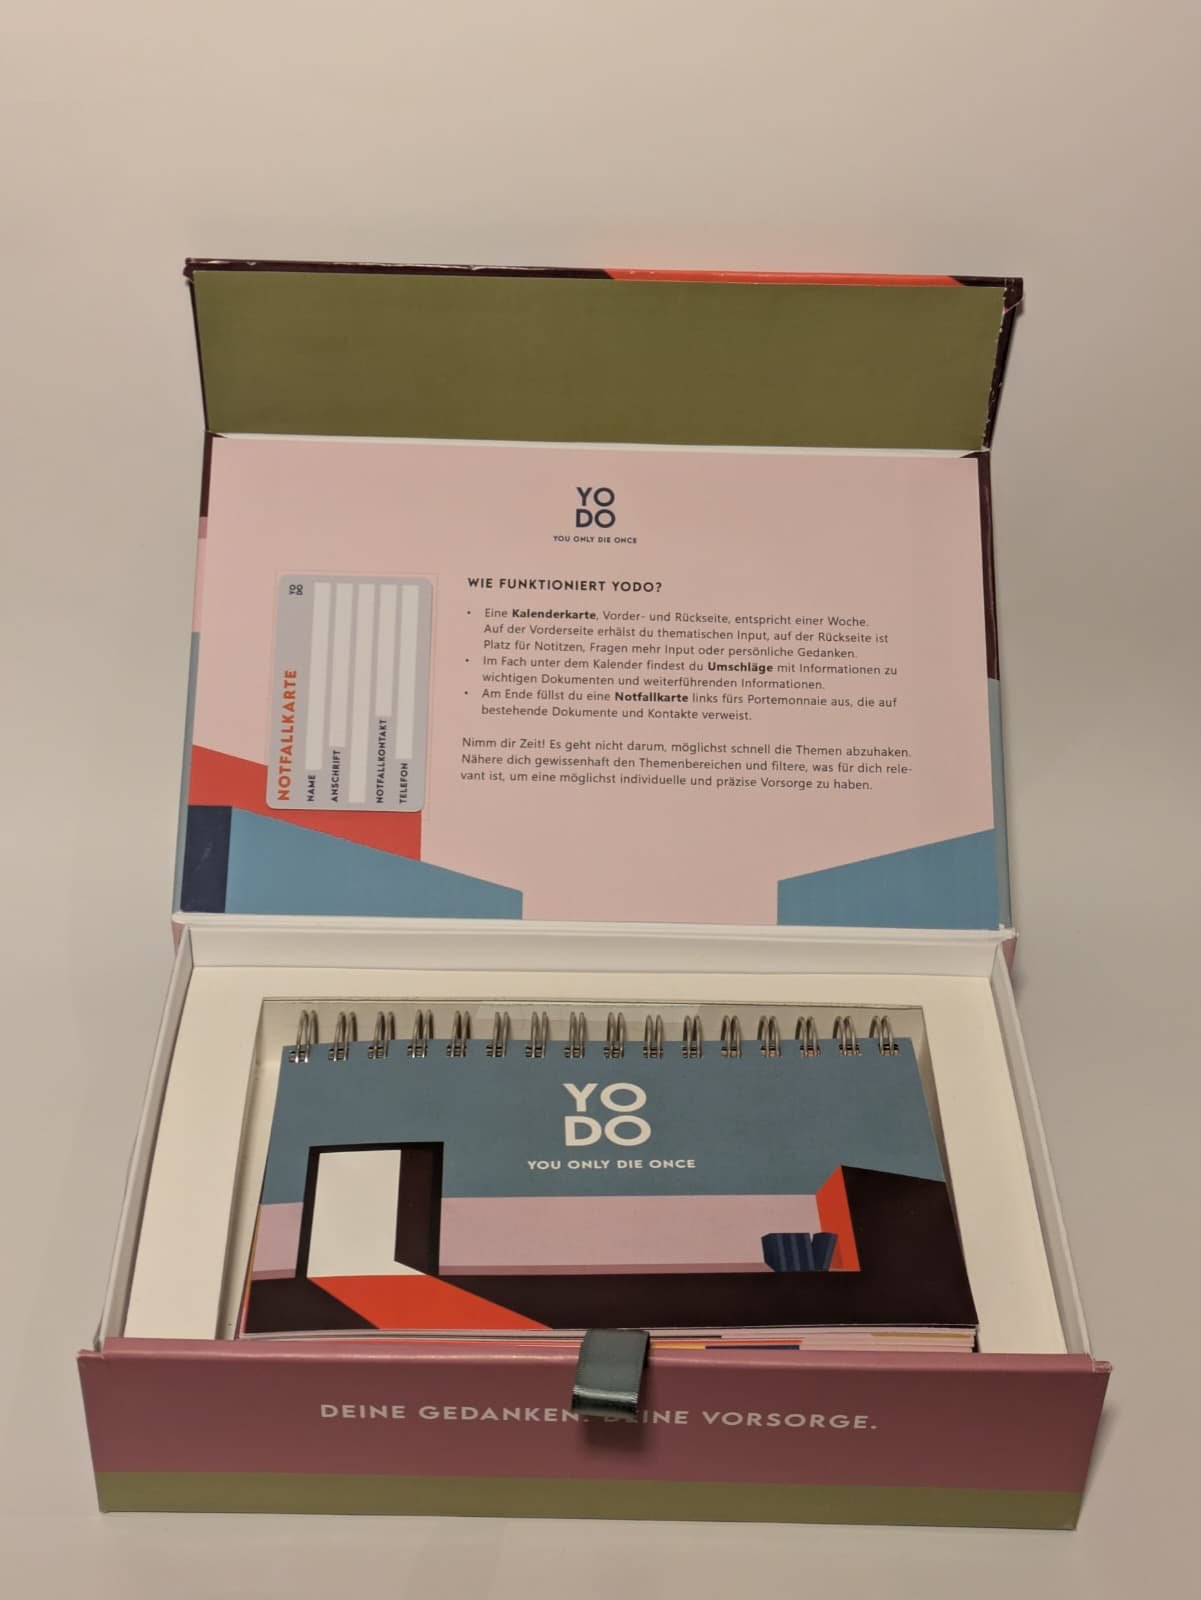 YO
DO
YOU ONLY DIE ONCE
YO
DO
NOTFALLKARTE
NAME
ANSCHRIFT
NOTFALLKONTAKT
TELEFON
WIE FUNKTIONIERT YODO?
• Eine Kalenderkarte, Vorder- und Rückseite, entspricht einer Woche.
Auf der Vorderseite erhälst du thematischen Input, auf der Rückseite ist
Platz für Notitzen, Fragen mehr Input oder persönliche Gedanken.
• Im Fach unter dem Kalender findest du Umschläge mit Informationen zu
wichtigen Dokumenten und weiterführenden Informationen.
• Am Ende füllst du eine Notfallkarte links fürs Portemonnaie aus, die auf
bestehende Dokumente und Kontakte verweist.
Nimm dir Zeit! Es geht nicht darum, möglichst schnell die Themen abzuhaken.
Nähere dich gewissenhaft den Themenbereichen und filtere, was für dich rele-
vant ist, um eine möglichst individuelle und präzise Vorsorge zu haben.
YO
DO
YOU ONLY DIE ONCE
DEINE GEDANKEN. DEINE VORSORGE.